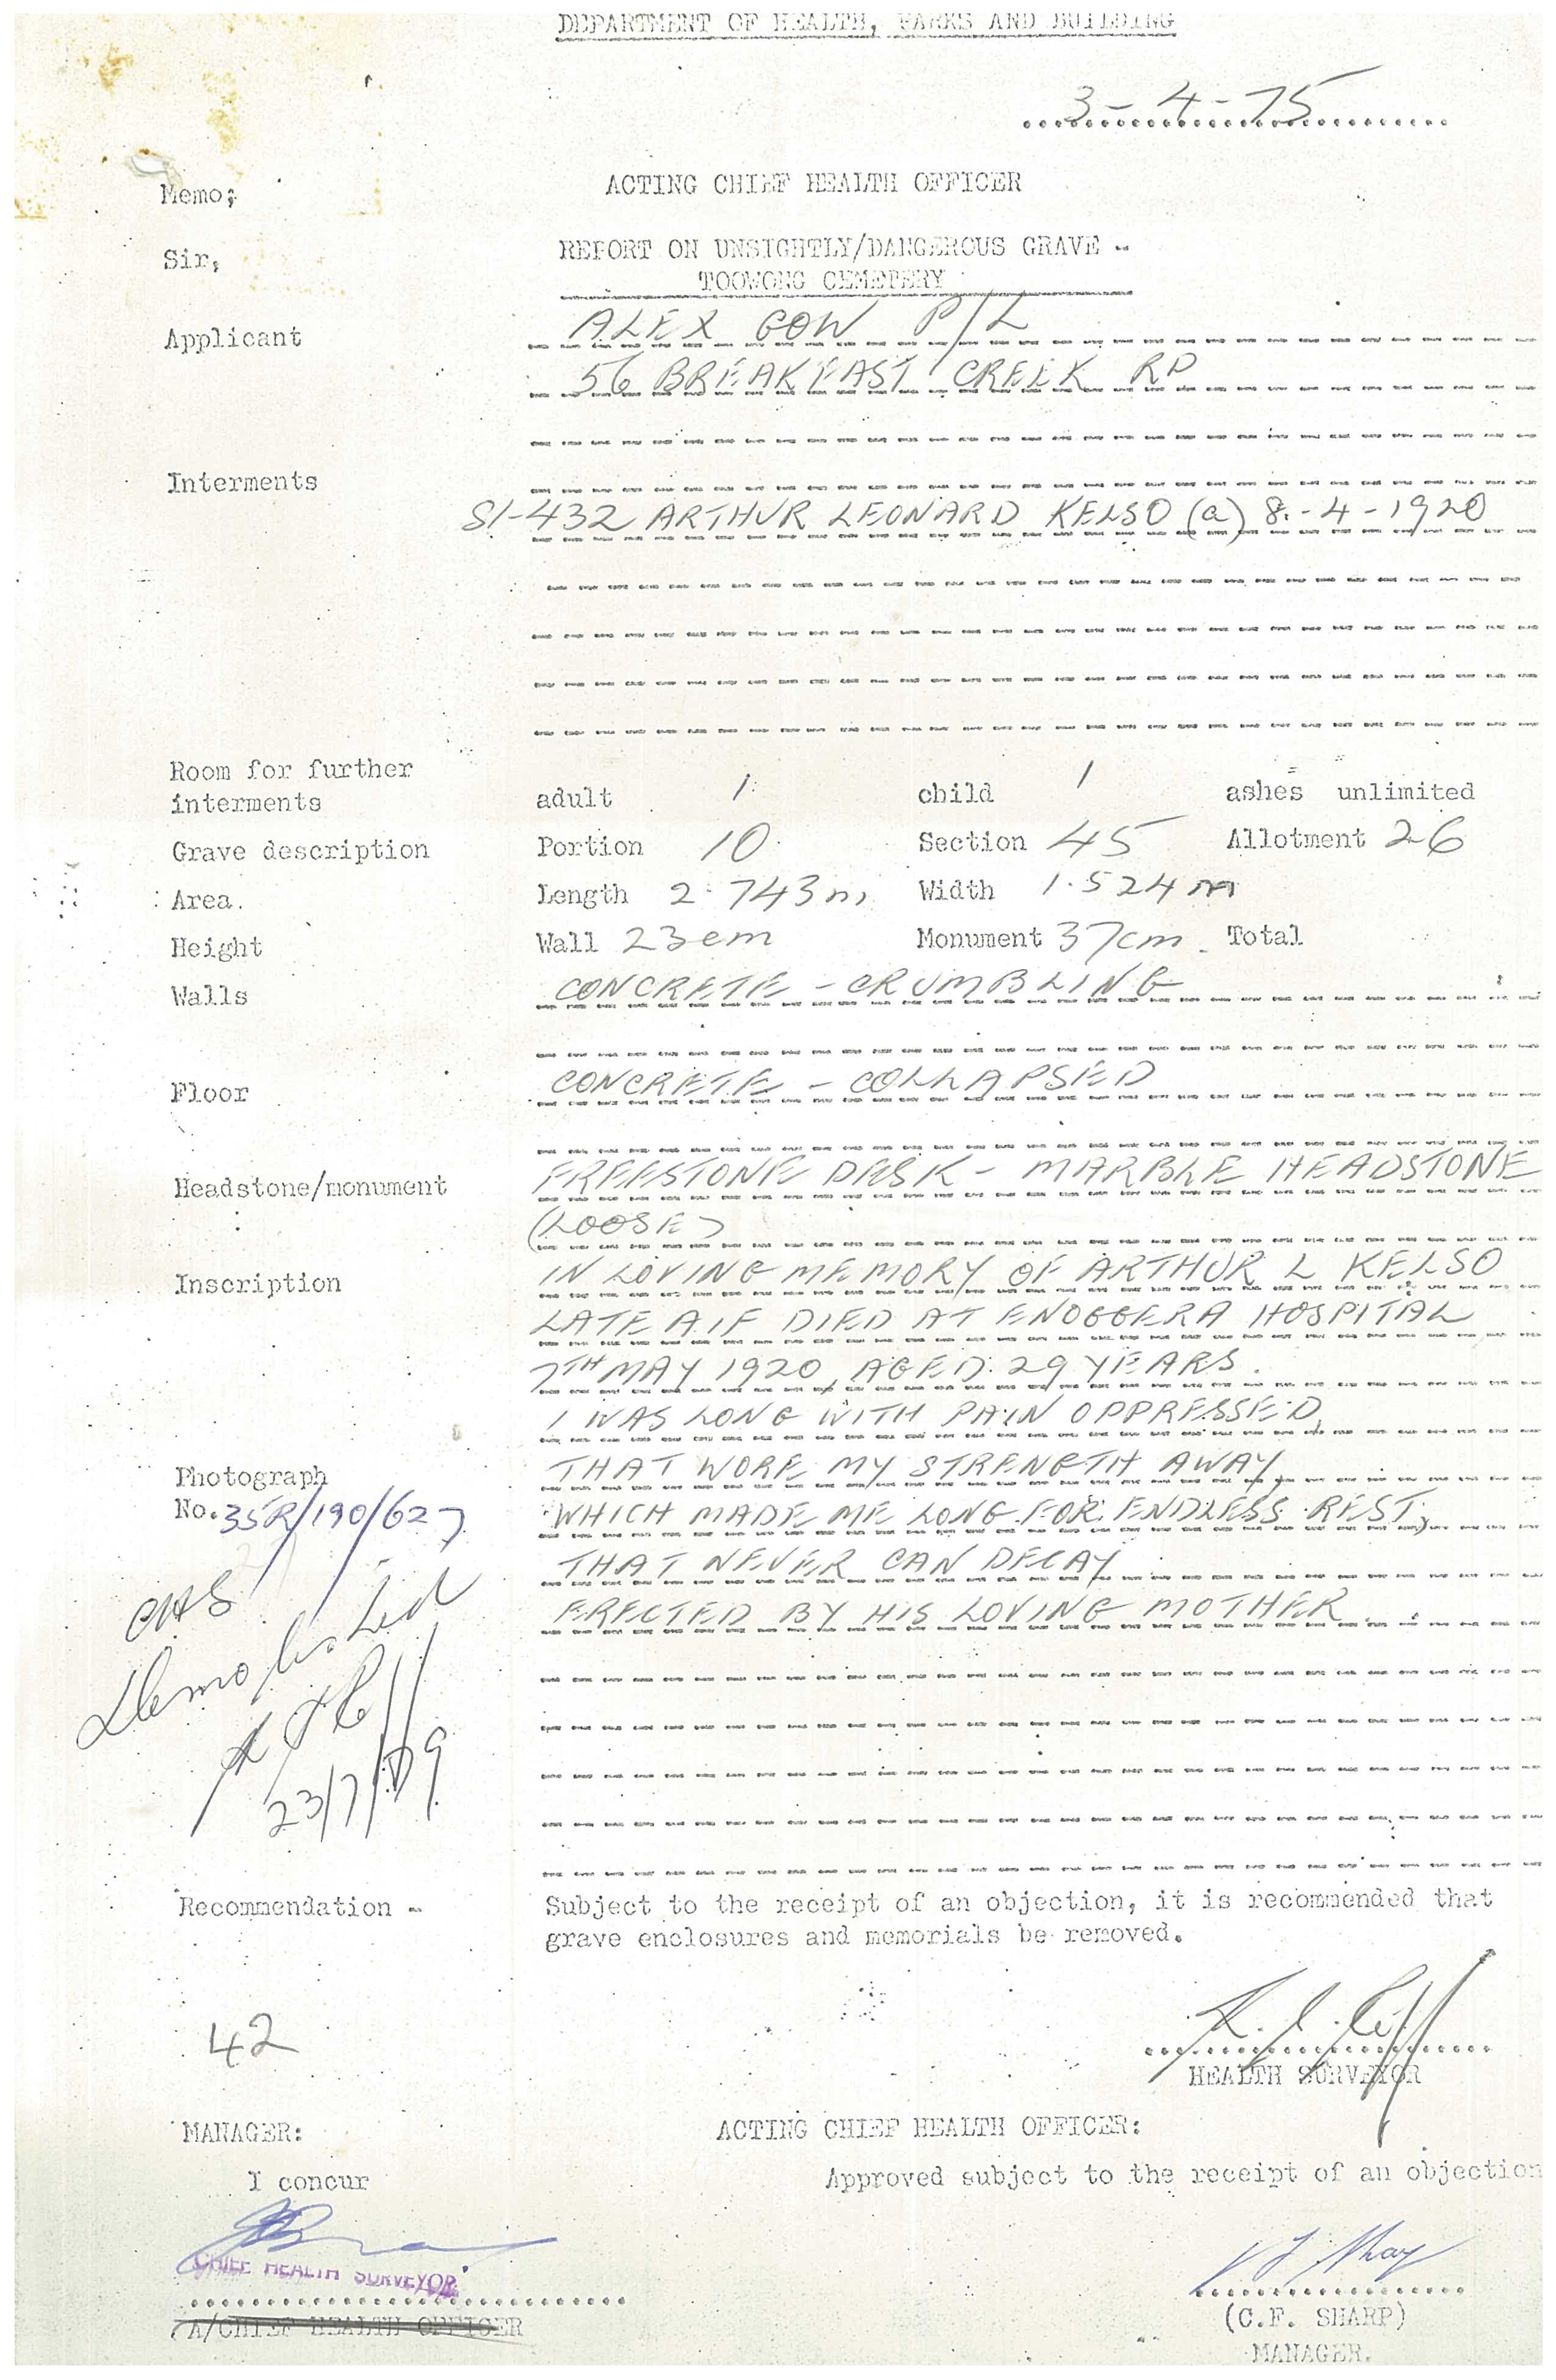 DEPARTMENT OF HEALTH, PARKS AND BUILDING
3-4-75
Memo; ACTING CHIEF HEALTH OFFICER
Sir, REPORT ON UNSIGHTLY/DANGEROUS GRAVE -
TOOWONG CEMETERY
Applicant ALEX GOW P/L
56 BREAKFAST CREEK RD
Interments
81-432 ARTHUR LEONARD KELSO (a) 8-4-1920
Room for further
interments adult 1 child 1 ashes unlimited
Grave description Portion 10 Section 45 Allotment 26
Area. Length 2.743m Width 1.524m
Height Wall 23cm Monument 37cm Total
Walls CONCRETE - CRUMBLING
Floor CONCRETE - COLLAPSED
Headstone/monument FREESTONE DESK - MARBLE HEADSTONE
(LOOSE)
Inscription IN LOVING MEMORY OF ARTHUR L KELSO
LATE AIF DIED AT ENOGGERA HOSPITAL
7TH MAY 1920, AGED 29 YEARS.
I WAS LONG WITH PAIN OPPRESSED,
Photograph THAT WORE MY STRENGTH AWAY,
No. 35R/190/627 WHICH MADE ME LONG FOR ENDLESS REST,
THAT NEVER CAN DECAY
ERECTED BY HIS LOVING MOTHER.
CHS
Demolished
23/7/79
Recommendation - Subject to the receipt of an objection, it is recommended that
grave enclosures and memorials be removed.
42
HEALTH SURVEYOR
MANAGER: ACTING CHIEF HEALTH OFFICER:
I concur Approved subject to the receipt of an objection
CHIEF HEALTH SURVEYOR
A/CHIEF HEALTH OFFICER
(C.F. SHARP)
MANAGER.